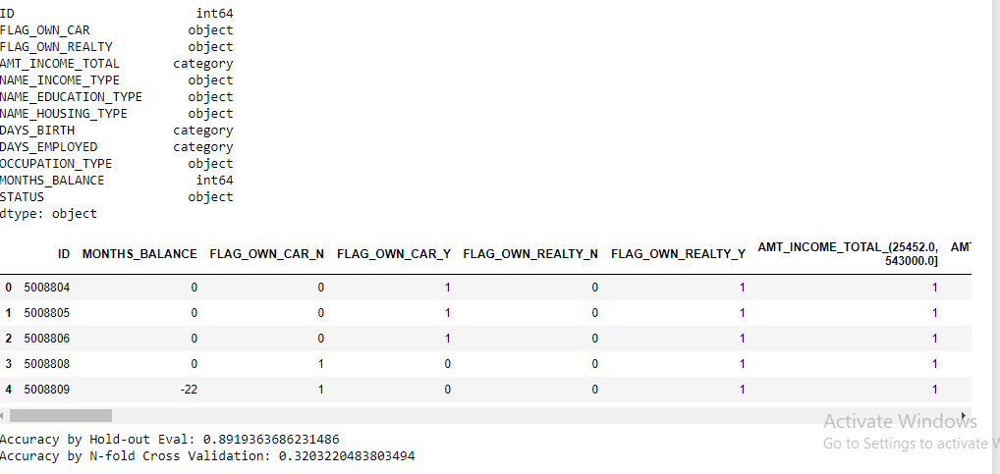 ID int64
FLAG_OWN_CAR object
FLAG_OWN_REALTY object
AMT_INCOME_TOTAL category
NAME_INCOME_TYPE object
NAME_EDUCATION_TYPE object
NAME_HOUSING_TYPE object
DAYS_BIRTH category
DAYS_EMPLOYED category
OCCUPATION_TYPE object
MONTHS_BALANCE int64
STATUS object
dtype: object
ID MONTHS_BALANCE FLAG_OWN_CAR_N FLAG_OWN_CAR_Y FLAG_OWN_REALTY_N FLAG_OWN_REALTY_Y AMT_INCOME_TOTAL_(25452.0, AMT
543000.0]
0 5008804 0 0 1 0 1 1
1 5008805 0 0 1 0 1 1
2 5008806 0 0 1 0 1 1
3 5008808 0 1 0 0 1 1
4 5008809 -22 1 0 0 1 1
Accuracy by Hold-out Eval: 0.8919363686231486
Accuracy by N-fold Cross Validation: 0.3203220483803494
Activate Windows
Go to Settings to activate W